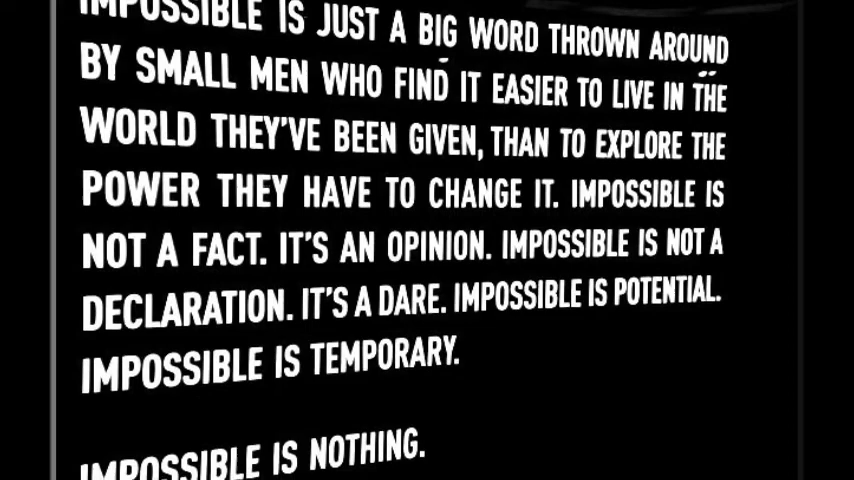 IMPOSSIBLE IS JUST A BIG WORD THROWN AROUND
BY SMALL MEN WHO FIND IT EASIER TO LIVE IN THE
WORLD THEY'VE BEEN GIVEN, THAN TO EXPLORE THE
POWER THEY HAVE TO CHANGE IT. IMPOSSIBLE IS
NOT A FACT. IT'S AN OPINION. IMPOSSIBLE IS NOT A
DECLARATION. IT'S A DARE. IMPOSSIBLE IS POTENTIAL.
IMPOSSIBLE IS TEMPORARY.
IMPOSSIBLE IS NOTHING.